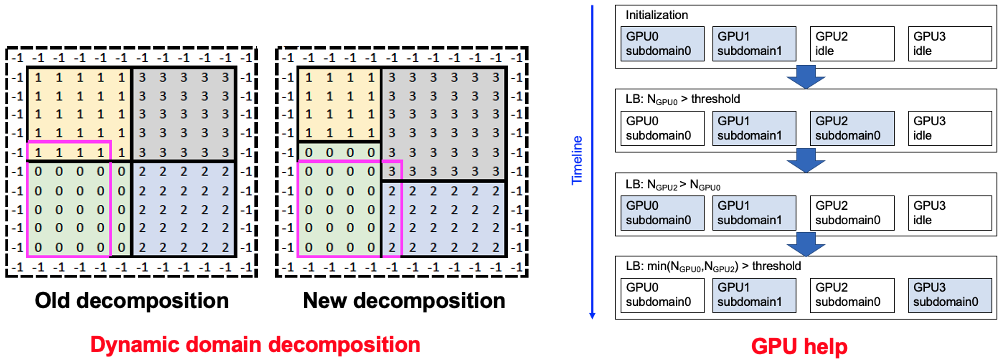 -1 -1 -1 -1 -1 -1 -1 -1 -1 -1 -1 -1
-1 1 1 1 1 1 3 3 3 3 3 -1
-1 1 1 1 1 1 3 3 3 3 3 -1
-1 1 1 1 1 1 3 3 3 3 3 -1
-1 1 1 1 1 1 3 3 3 3 3 -1
-1 1 1 1 1 1 3 3 3 3 3 -1
-1 0 0 0 0 0 2 2 2 2 2 -1
-1 0 0 0 0 0 2 2 2 2 2 -1
-1 0 0 0 0 0 2 2 2 2 2 -1
-1 0 0 0 0 0 2 2 2 2 2 -1
-1 0 0 0 0 0 2 2 2 2 2 -1
-1 -1 -1 -1 -1 -1 -1 -1 -1 -1 -1 -1
Old decomposition
-1 -1 -1 -1 -1 -1 -1 -1 -1 -1 -1 -1
-1 1 1 1 1 3 3 3 3 3 3 -1
-1 1 1 1 1 3 3 3 3 3 3 -1
-1 1 1 1 1 3 3 3 3 3 3 -1
-1 1 1 1 1 3 3 3 3 3 3 -1
-1 0 0 0 0 3 3 3 3 3 3 -1
-1 0 0 0 0 3 3 3 3 3 3 -1
-1 0 0 0 0 2 2 2 2 2 2 -1
-1 0 0 0 0 2 2 2 2 2 2 -1
-1 0 0 0 0 2 2 2 2 2 2 -1
-1 0 0 0 0 2 2 2 2 2 2 -1
-1 -1 -1 -1 -1 -1 -1 -1 -1 -1 -1 -1
New decomposition
Dynamic domain decomposition
Timeline
Initialization
GPU0 GPU1 GPU2 GPU3
subdomain0 subdomain1 idle idle
LB: NGPU0 > threshold
GPU0 GPU1 GPU2 GPU3
subdomain0 subdomain1 subdomain0 idle
LB: NGPU2 > NGPU0
GPU0 GPU1 GPU2 GPU3
subdomain0 subdomain1 subdomain0 idle
LB: min(NGPU0,NGPU2) > threshold
GPU0 GPU1 GPU2 GPU3
subdomain0 subdomain1 subdomain0 subdomain0
GPU help